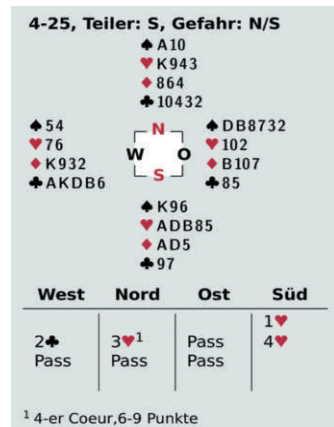 4-25, Teiler: S, Gefahr: N/S
♠A10
♥K943
♦864
♣10432
♠54 N ♠DB8732
♥76 W O ♥102
♦K932 S ♦B107
♣AKDB6 ♣85
♠K96
♥ADB85
♦AD5
♣97
West Nord Ost Süd
1♥
2♣ 3♥¹ Pass 4♥
Pass Pass Pass
¹ 4-er Coeur,6-9 Punkte